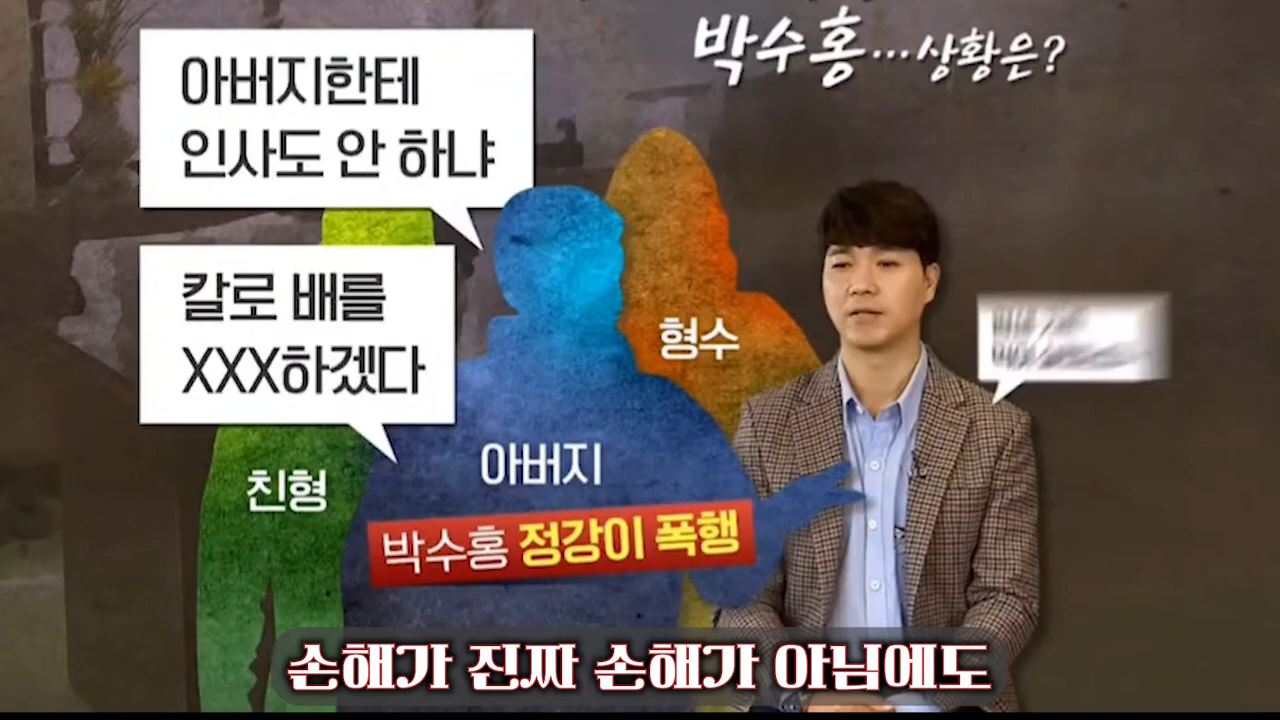 박수홍…상황은?
아버지한테
인사도 안 하냐
칼로 배를
XXX하겠다
형수
아버지
친형
박수홍 정강이 폭행
손해가 진짜 손해가 아님에도